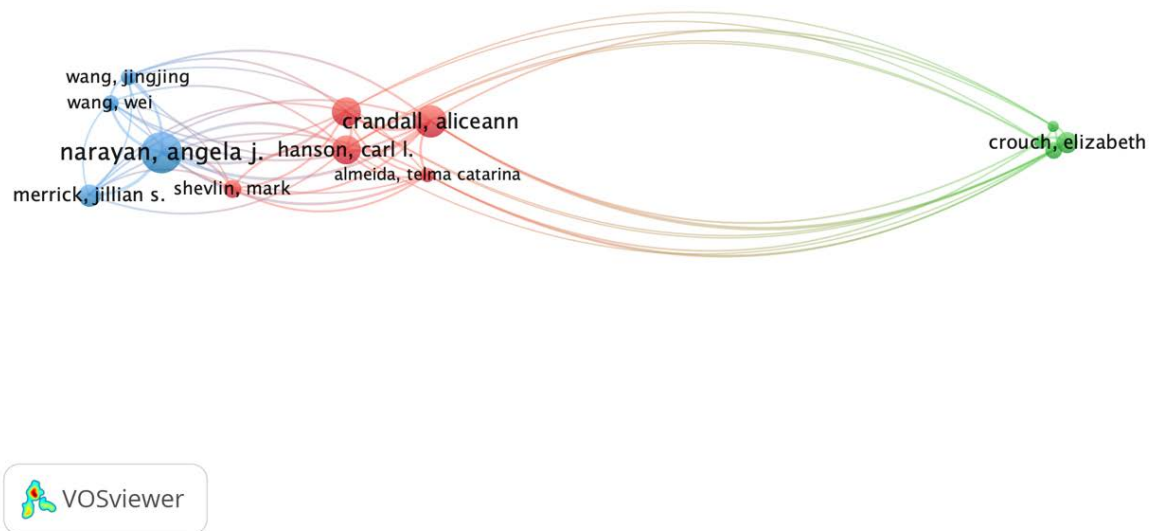 wang, jingjing
wang, wei
crandall, aliceann
narayan, angela j.
hanson, carl l.
crouch, elizabeth
almeida, telma catarina
merrick, jillian s.
shevlin, mark
VOSviewer